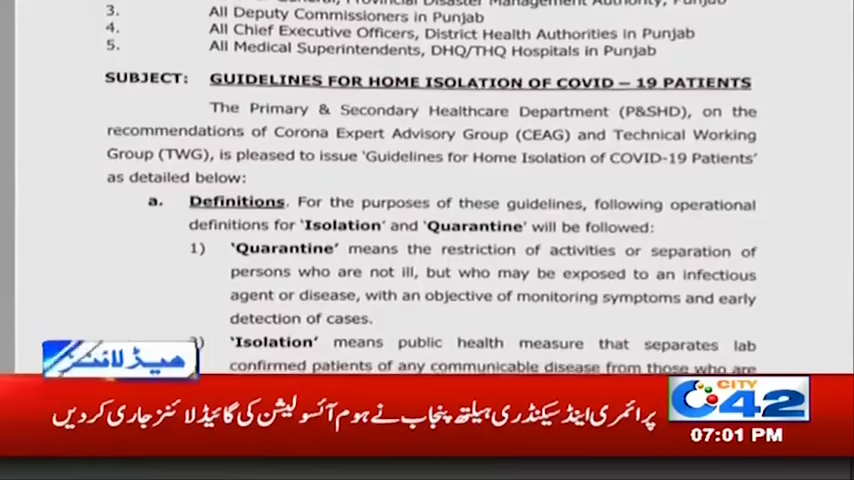 3. General, Provincial Disaster Management Authority, Punjab
All Deputy Commissioners in Punjab
4. All Chief Executive Officers, District Health Authorities in Punjab
5. All Medical Superintendents, DHQ/THQ Hospitals in Punjab
SUBJECT: GUIDELINES FOR HOME ISOLATION OF COVID – 19 PATIENTS
The Primary & Secondary Healthcare Department (P&SHD), on the
recommendations of Corona Expert Advisory Group (CEAG) and Technical Working
Group (TWG), is pleased to issue 'Guidelines for Home Isolation of COVID-19 Patients'
as detailed below:
a. Definitions. For the purposes of these guidelines, following operational
definitions for 'Isolation' and 'Quarantine' will be followed:
1) 'Quarantine' means the restriction of activities or separation of
persons who are not ill, but who may be exposed to an infectious
agent or disease, with an objective of monitoring symptoms and early
detection of cases.
'Isolation' means public health measure that separates lab
confirmed patients of any communicable disease from those who are
ہیڈلائنز
پرائمری اینڈ سیکنڈری ہیلتھ پنجاب نے ہوم آئسولیشن کی گائیڈ لائنز جاری کر دیں
CITY
42
07:01 PM